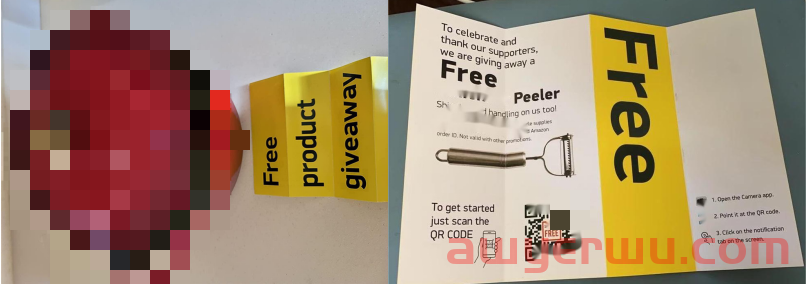 Free
product
giveaway
To celebrate and
thank our supporters,
we are giving away a
Free
Peeler
and handling on us too!
supplies
Amazon
order ID. Not valid with other promotions.
To get started
just scan the
QR CODE
FREE
Free
1. Open the Camera app.
2. Point it at the QR code.
3. Click on the notification
tab on the screen.